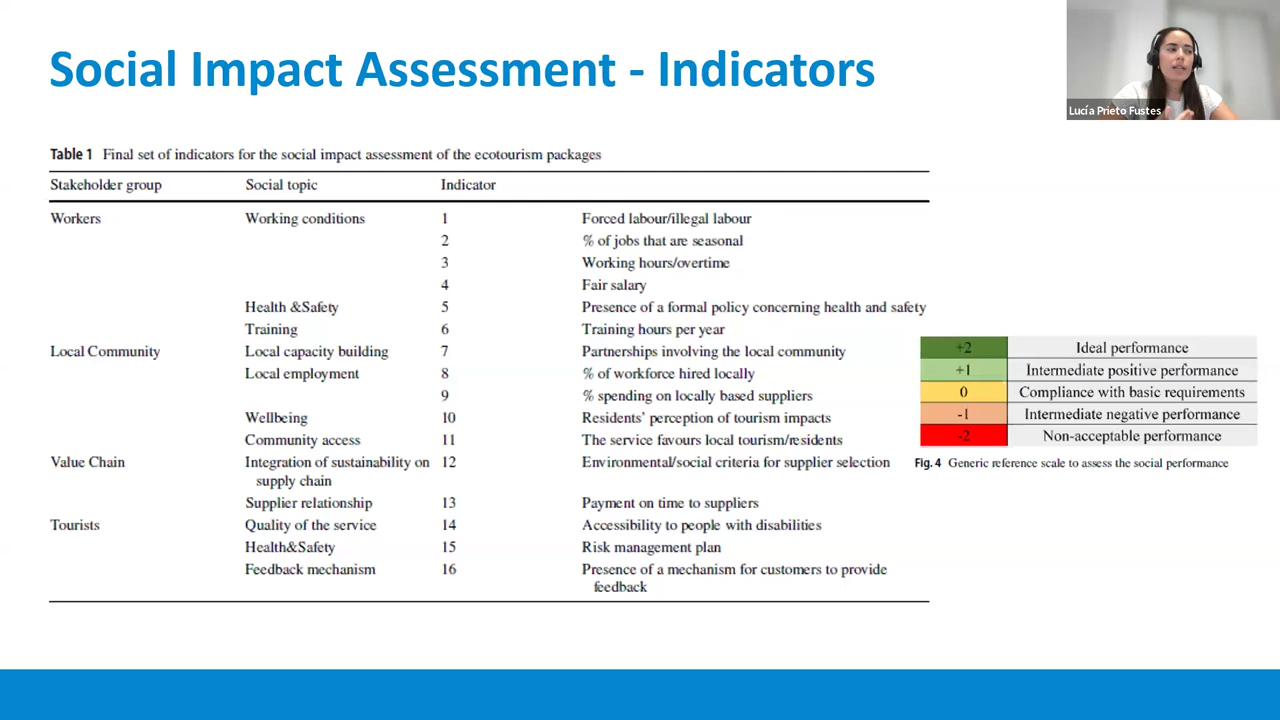 Social Impact Assessment - Indicators
Lucía Prieto Fustes
Table 1 Final set of indicators for the social impact assessment of the ecotourism packages
Stakeholder group Social topic Indicator
Workers Working conditions 1 Forced labour/illegal labour
2 % of jobs that are seasonal
3 Working hours/overtime
4 Fair salary
Health &Safety 5 Presence of a formal policy concerning health and safety
Training 6 Training hours per year
Local Community Local capacity building 7 Partnerships involving the local community
Local employment 8 % of workforce hired locally
9 % spending on locally based suppliers
Wellbeing 10 Residents' perception of tourism impacts
Community access 11 The service favours local tourism/residents
Value Chain Integration of sustainability on 12 Environmental/social criteria for supplier selection
supply chain
Supplier relationship 13 Payment on time to suppliers
Tourists Quality of the service 14 Accessibility to people with disabilities
Health&Safety 15 Risk management plan
Feedback mechanism 16 Presence of a mechanism for customers to provide
feedback
+2 Ideal performance
+1 Intermediate positive performance
0 Compliance with basic requirements
-1 Intermediate negative performance
-2 Non-acceptable performance
Fig. 4 Generic reference scale to assess the social performance